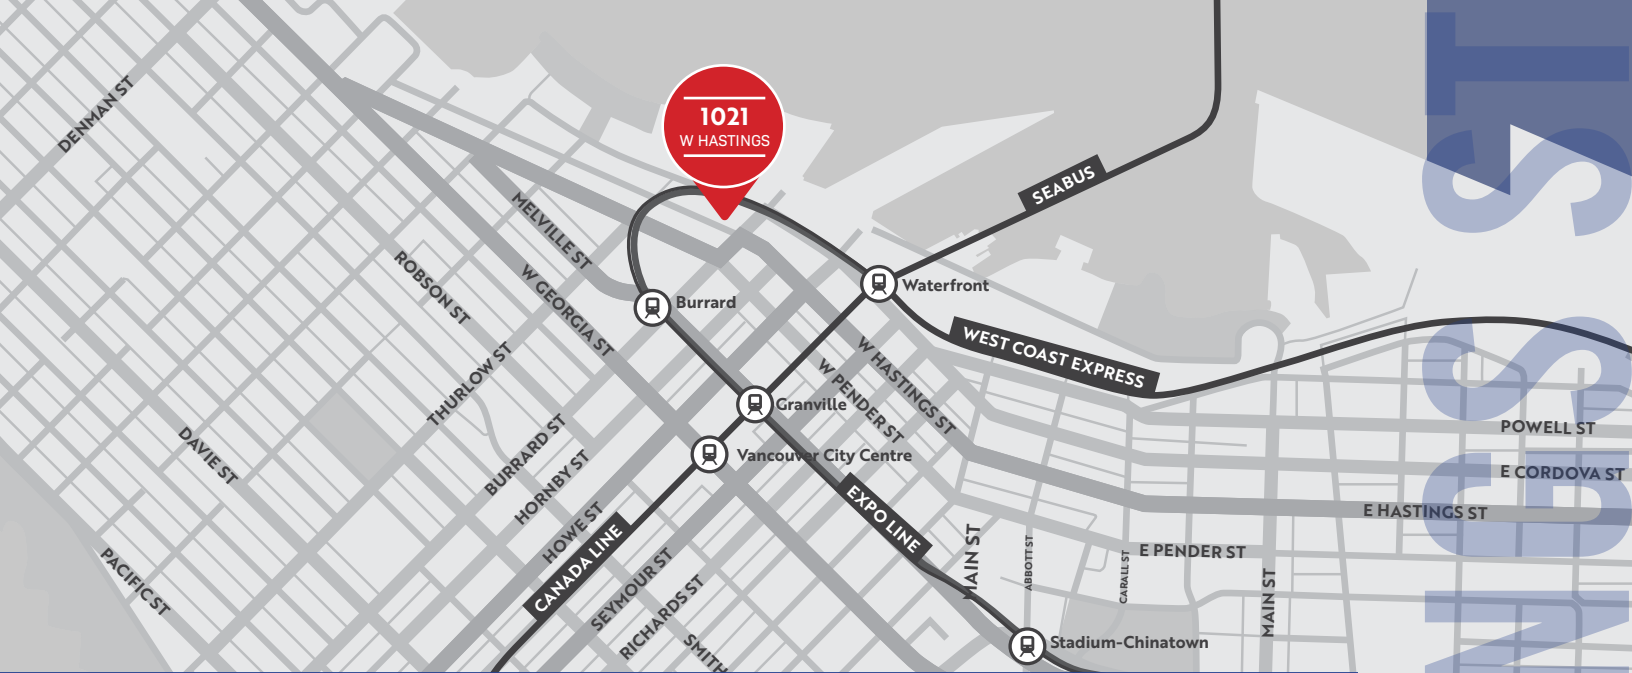 1021
W HASTINGS
DENMAN ST
SEABUS
MELVILLE ST
ROBSON ST
W GEORGIA ST
Burrard
Waterfront
WEST COAST EXPRESS
THURLOW ST
W HASTINGS ST
W PENDER ST
Granville
DAVIE ST
BURRARD ST
HORNBY ST
Vancouver City Centre
POWELL ST
E CORDOVA ST
E HASTINGS ST
HOWE ST
EXPO LINE
CANADA LINE
MAIN ST
ABBOTT ST
CARALL ST
E PENDER ST
MAIN ST
PACIFIC ST
SEYMOUR ST
RICHARDS ST
SMITH
Stadium-Chinatown
NGS ST